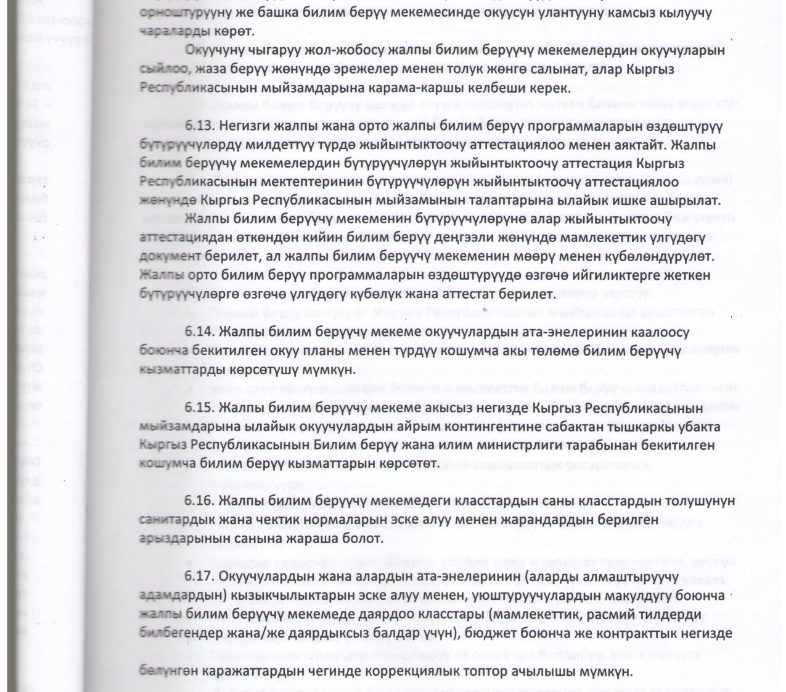 орноштурууну же башка билим берүү мекемесинде окуусун улантууну камсыз кылуучу
чараларды көрөт.
Окуучуну чыгаруу жол-жобосу жалпы билим берүүчү мекемелердин окуучуларын
сыйлоо, жаза берүү жөнүндө эрежелер менен толук жөнгө салынат, алар Кыргыз
Республикасынын мыйзамдарына карама-каршы келбеши керек.
6.13. Негизги жалпы жана орто жалпы билим берүү программаларын өздөштүрүү
бүтүрүүчүлөрдү милдеттүү түрдө жыйынтыктоочу аттестациялоо менен аяктайт. Жалпы
билим берүүчү мекемелердин бүтүрүүчүлөрүн жыйынтыктоочу аттестация Кыргыз
Республикасынын мектептеринин бүтүрүүчүлөрүн жыйынтыктоочу аттестациялоо
жөнүндө Кыргыз Республикасынын мыйзамынын талаптарына ылайык ишке ашырылат.
Жалпы билим берүүчү мекеменин бүтүрүүчүлөрүнө алар жыйынтыктоочу
аттестациядан өткөндөн кийин билим берүү деңгээли жөнүндө мамлекеттик үлгүдөгү
документ берилет, ал жалпы билим берүүчү мекеменин мөөрү менен күбөлөндүрүлөт.
Жалпы орто билим берүү программаларын өздөштүрүүдө өзгөчө ийгиликтерге жеткен
бүтүрүүчүлөргө өзгөчө үлгүдөгү күбөлүк жана аттестат берилет.
6.14. Жалпы билим берүүчү мекеме окуучулардын ата-энелеринин каалоосу
боюнча бекитилген окуу планы менен түрдүү кошумча акы төлөмө билим берүүчү
кызматтарды көрсөтүшү мүмкүн.
6.15. Жалпы билим берүүчү мекеме акысыз негизде Кыргыз Республикасынын
мыйзамдарына ылайык окуучулардын айрым контингентине сабактан тышкаркы убакта
Кыргыз Республикасынын Билим берүү жана илим министрлиги тарабынан бекитилген
кошумча билим берүү кызматтарын көрсөтөт.
6.16. Жалпы билим берүүчү мекемедеги класстардын саны класстардын толушунун
санитардык жана чектик нормаларын эске алуу менен жарандардын берилген
арыздарынын санына жараша болот.
6.17. Окуучулардын жана алардын ата-энелеринин (аларды алмаштыруучу
адамдардын) кызыкчылыктарын эске алуу менен, уюштуруучулардын макулдугу боюнча
жалпы билим берүүчү мекемеде даярдоо класстары (мамлекеттик, расмий тилдерди
билбегендер жана/же даярдыксыз балдар үчүн), бюджет боюнча же контракттык негизде
бөлүнгөн каражаттардын чегинде коррекциялык топтор ачылышы мүмкүн.